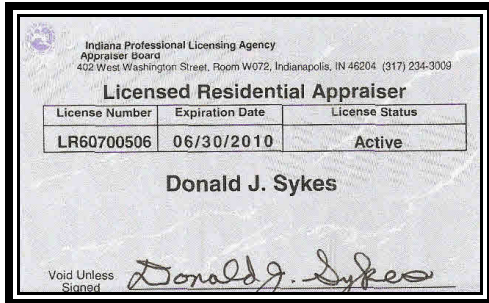 Indiana Professional Licensing Agency
Appraiser Board
402 West Washington Street, Room W072, Indianapolis, IN 46204 (317) 234-3009
Licensed Residential Appraiser
License Number Expiration Date License Status
LR60700506 06/30/2010 Active
Donald J. Sykes
Void Unless
Signed
Donald J. Sykes